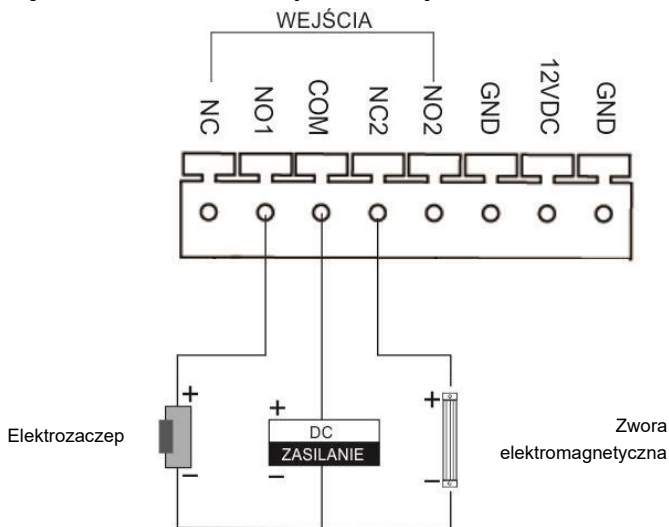 WEJŚCIA
NC
NO1
COM
NC2
NO2
GND
12VDC
GND
+
+
+
Elektrozaczep
DC
ZASILANIE
Zwora
elektromagnetyczna
−
−
−